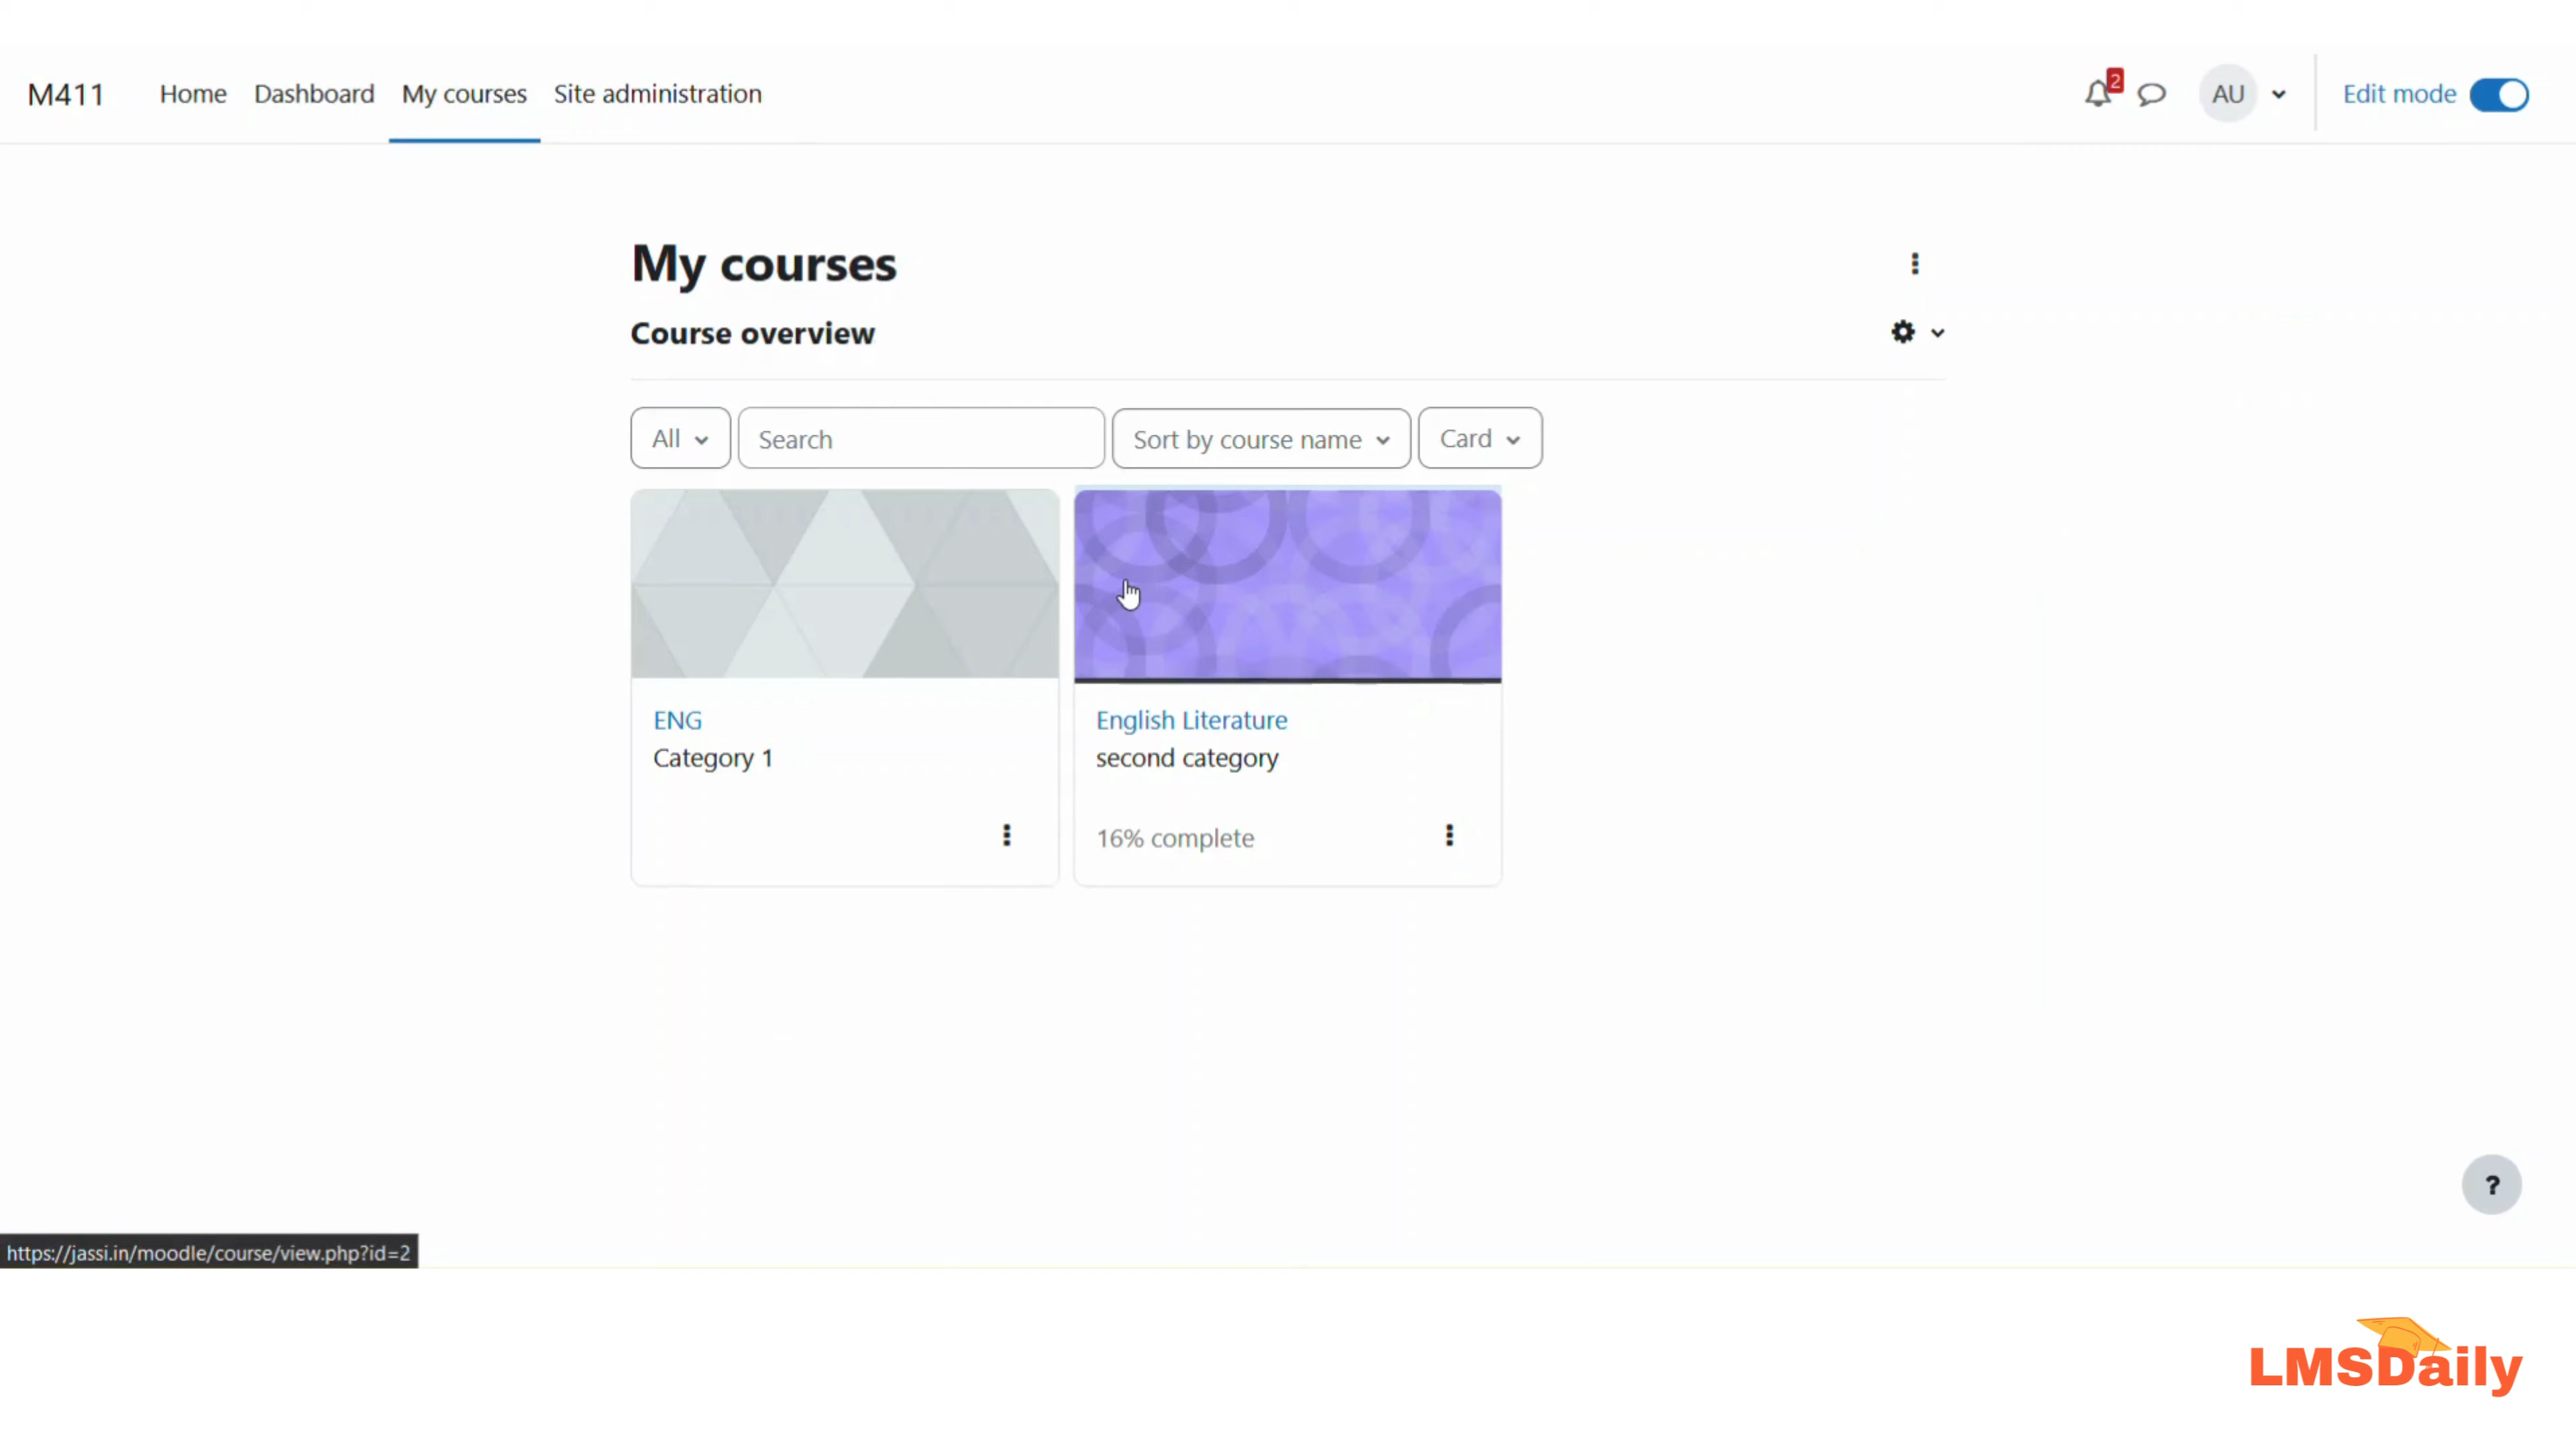 M411 Home Dashboard My courses Site administration 2 AU Edit mode
My courses
Course overview
All Search Sort by course name Card
ENG
Category 1
English Literature
second category
16% complete
?
https://jassi.in/moodle/course/view.php?id=2
LMSDaily